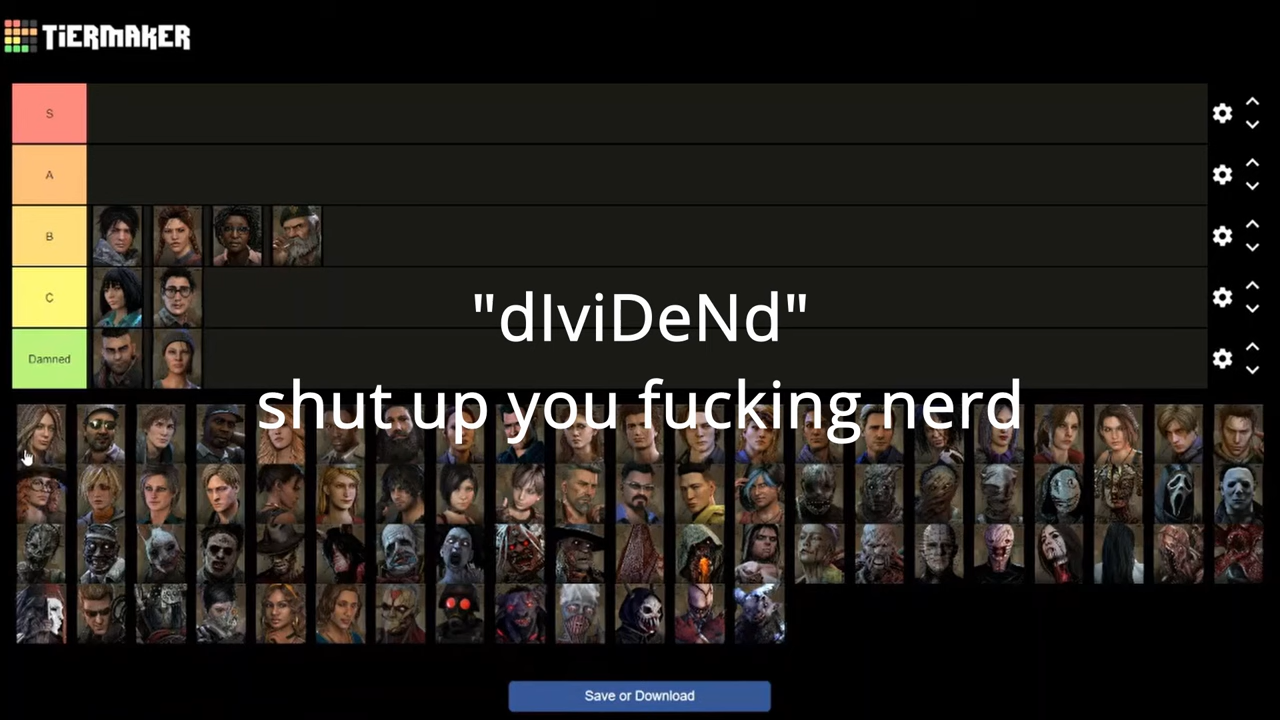 TiERMAKER
S
A
B
C
Damned
"dIviDeNd"
shut up you fucking nerd
Save or Download